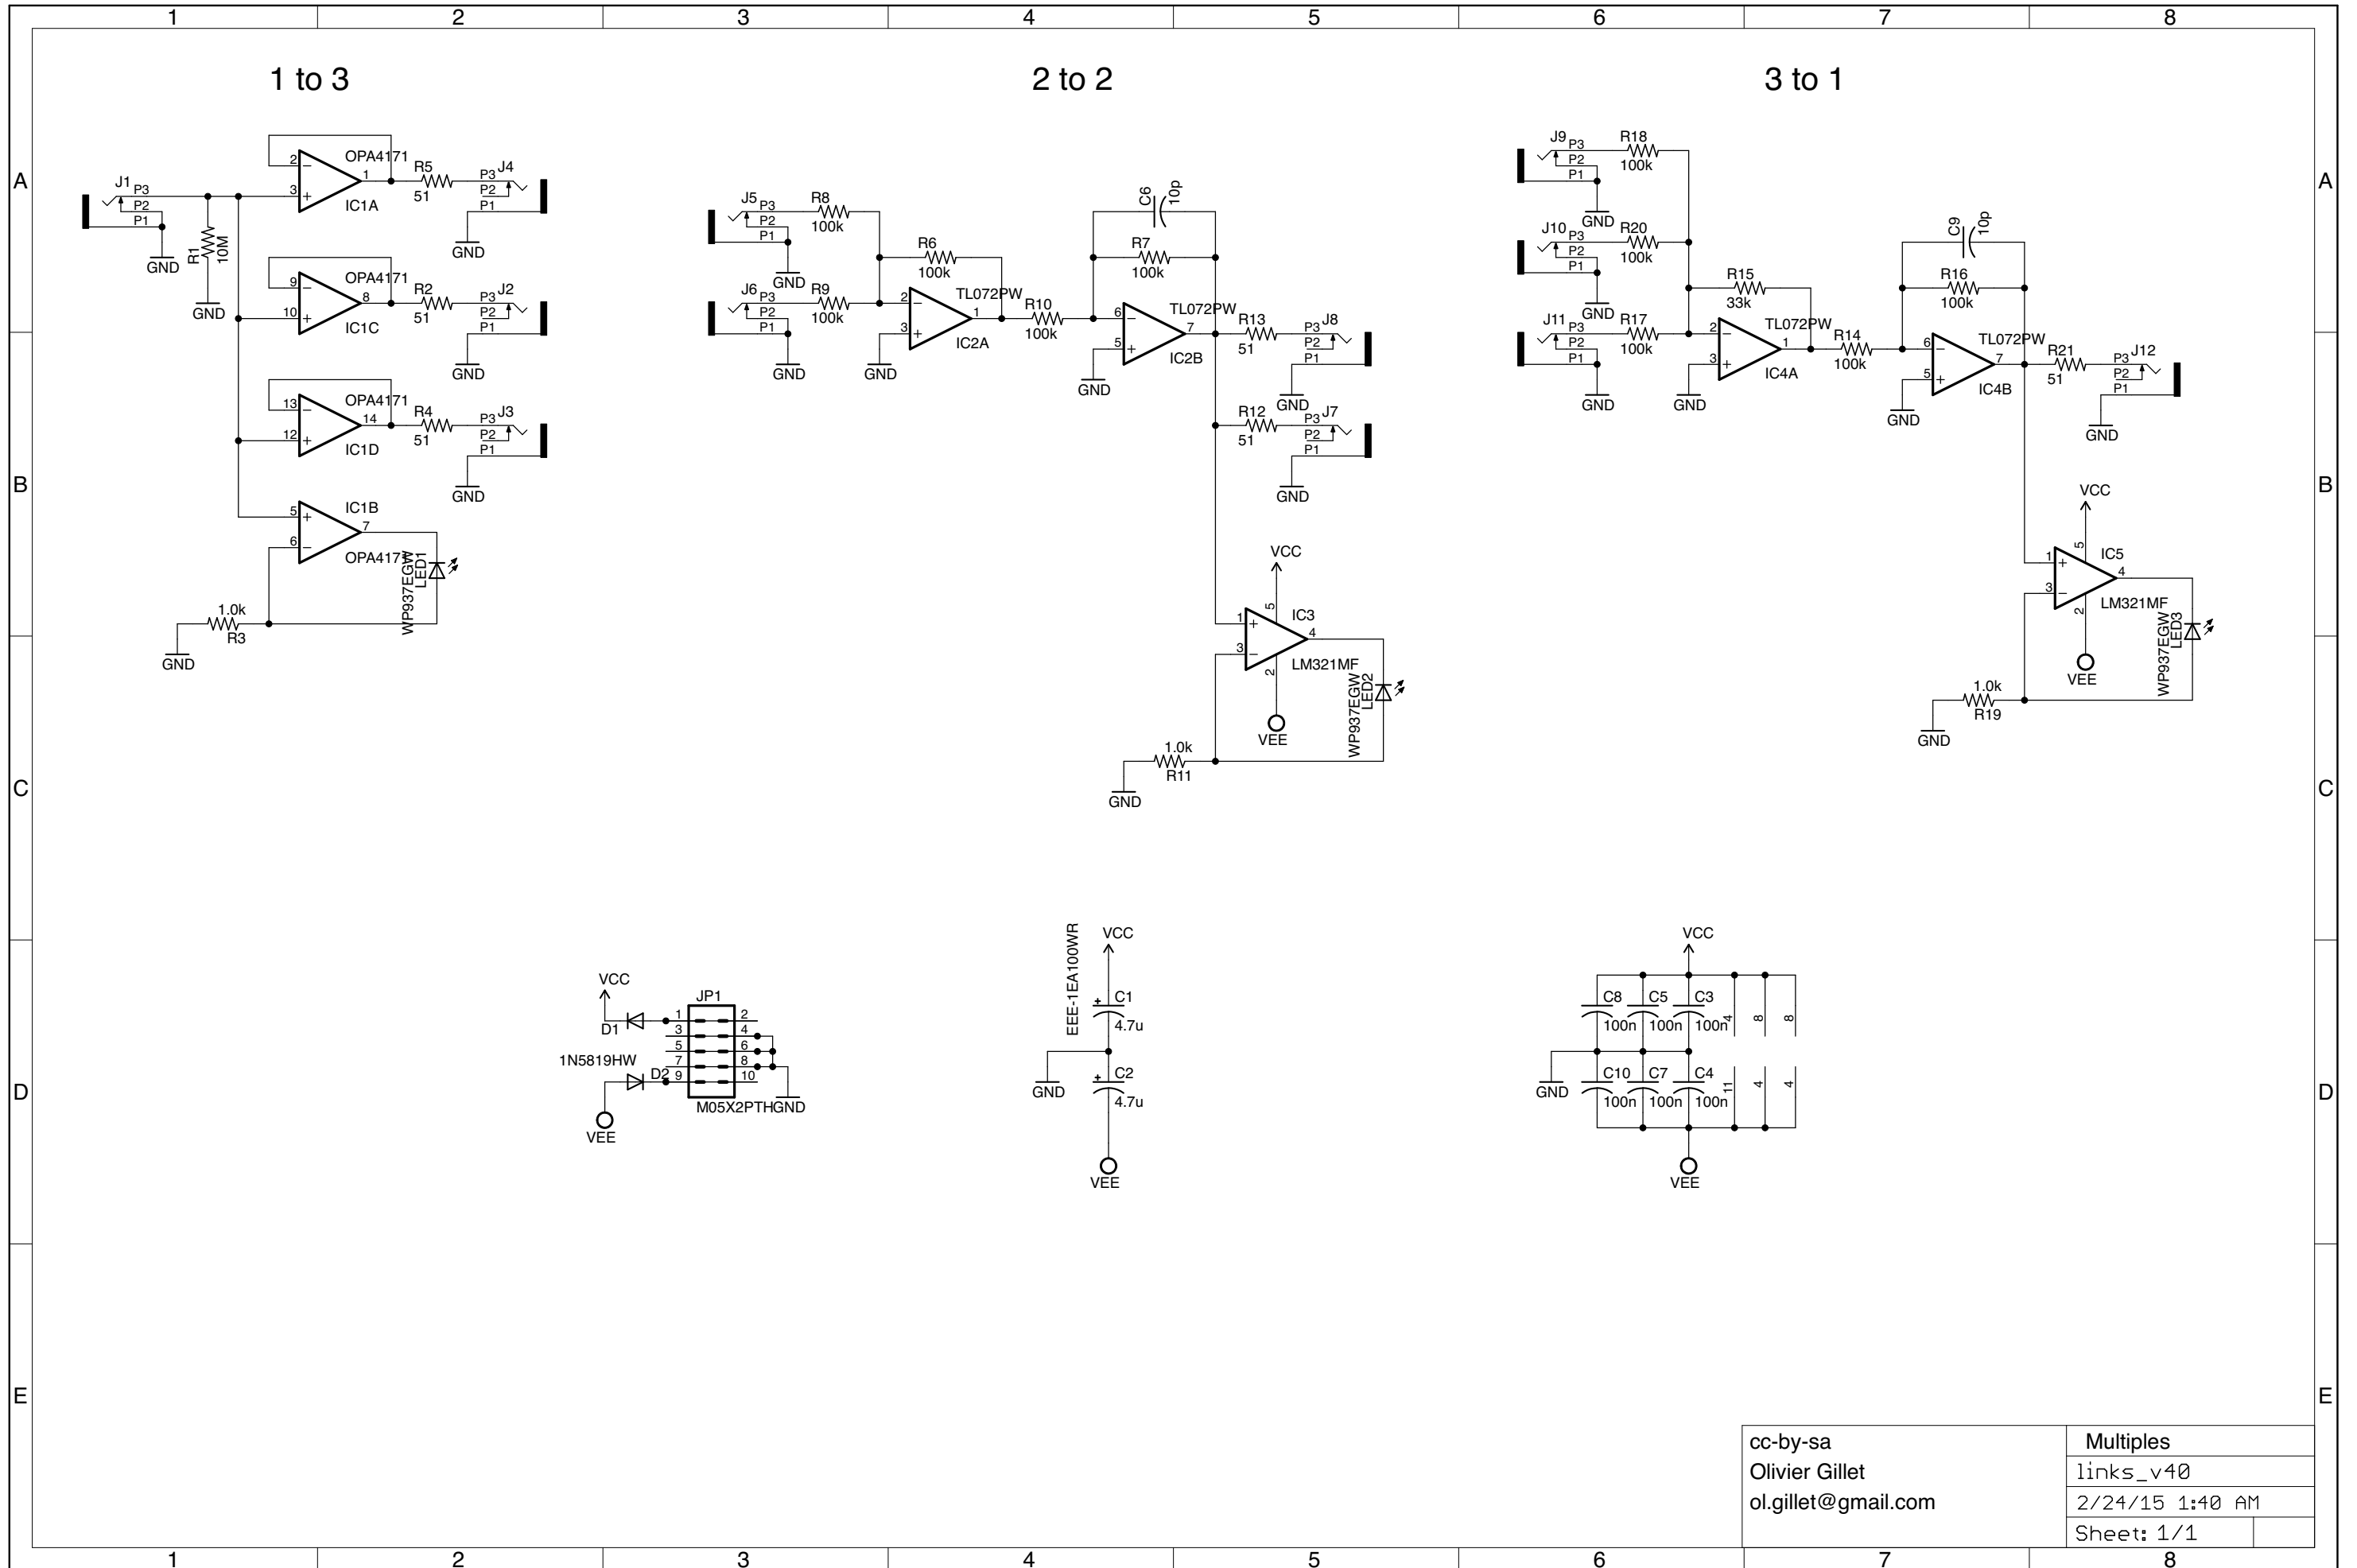 1 2 3 4 5 6 7 8
1 to 3
2 to 2
3 to 1
A
A
B
B
C
C
D
D
E
E
J1
P3
P2
P1
GND
R1
10M
GND
2
3
1
OPA4171
IC1A
R5
51
P3
P2
P1
J4
GND
9
10
8
OPA4171
IC1C
R2
51
P3
P2
P1
J2
GND
13
12
14
OPA4171
IC1D
R4
51
P3
P2
P1
J3
GND
5
6
7
IC1B
OPA4171
WP937EGW
LED1
1.0k
R3
GND
J5
P3
P2
P1
GND
R8
100k
J6
P3
P2
P1
GND
R9
100k
R6
100k
2
3
1
TL072PW
IC2A
GND
R10
100k
C6
10p
R7
100k
6
5
7
TL072PW
IC2B
GND
R13
51
P3
P2
P1
J8
GND
R12
51
P3
P2
P1
J7
GND
VCC
5
1
3
4
2
IC3
LM321MF
VEE
WP937EGW
LED2
1.0k
R11
GND
J9
P3
P2
P1
GND
R18
100k
J10
P3
P2
P1
GND
R20
100k
J11
P3
P2
P1
GND
R17
100k
R15
33k
2
3
1
TL072PW
IC4A
GND
R14
100k
C9
10p
R16
100k
6
5
7
TL072PW
IC4B
GND
R21
51
P3
P2
P1
J12
GND
VCC
5
1
3
4
2
IC5
LM321MF
VEE
WP937EGW
LED3
1.0k
R19
GND
VCC
D1
1N5819HW
D2
VEE
JP1
1 2
3 4
5 6
7 8
9 10
M05X2PTH
GND
EEE-1EA100WR
VCC
+
C1
4.7u
GND
+
C2
4.7u
VEE
VCC
C8 C5 C3
100n 100n 100n
4 8 8
GND
C10 C7 C4
100n 100n 100n
11 4 4
VEE
cc-by-sa
Olivier Gillet
ol.gillet@gmail.com
Multiples
links_v40
2/24/15 1:40 AM
Sheet: 1/1
1 2 3 4 5 6 7 8